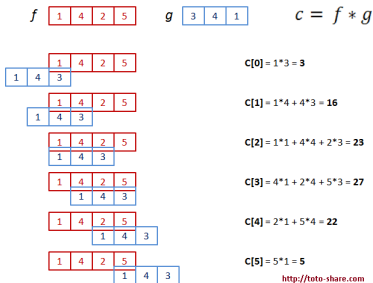 f 1 4 2 5 g 3 4 1 c = f * g
1 4 2 5 C[0] = 1*3 = 3
1 4 3
1 4 2 5 C[1] = 1*4 + 4*3 = 16
1 4 3
1 4 2 5 C[2] = 1*1 + 4*4 + 2*3 = 23
1 4 3
1 4 2 5 C[3] = 4*1 + 2*4 + 5*3 = 27
1 4 3
1 4 2 5 C[4] = 2*1 + 5*4 = 22
1 4 3
1 4 2 5 C[5] = 5*1 = 5
1 4 3
http://toto-share.com